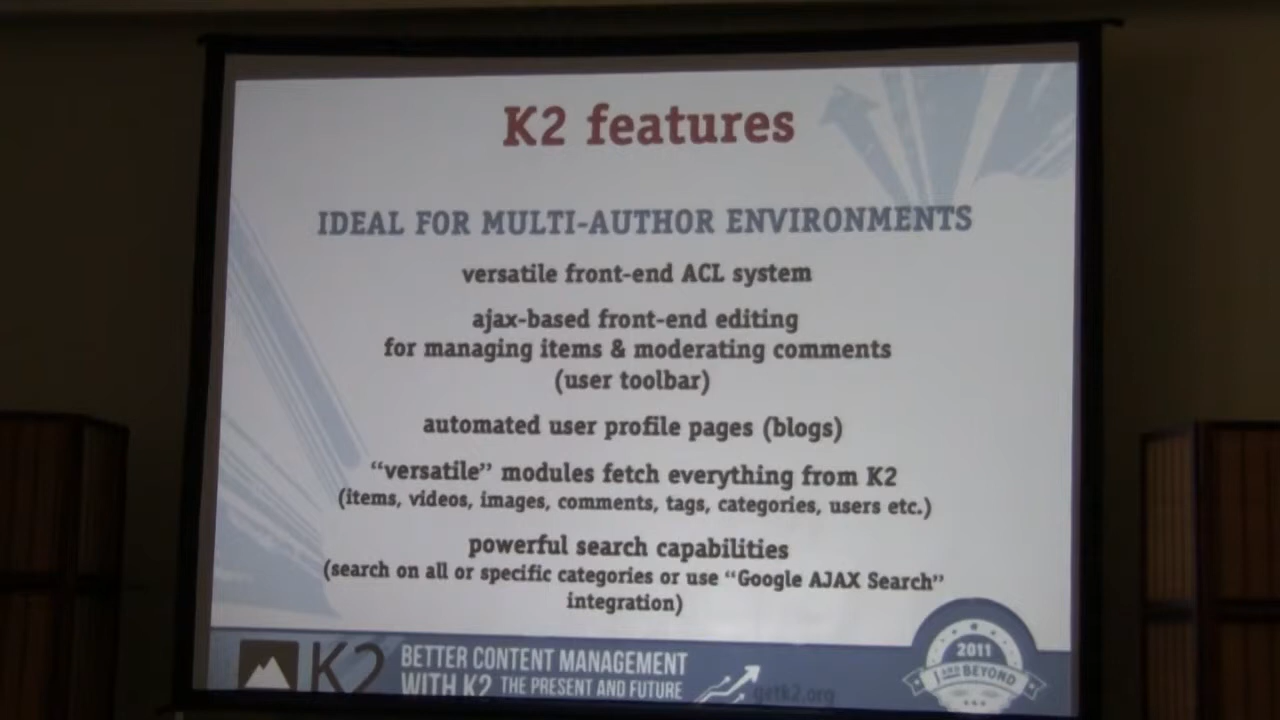 K2 features
IDEAL FOR MULTI-AUTHOR ENVIRONMENTS
versatile front-end ACL system
ajax-based front-end editing
for managing items & moderating comments
(user toolbar)
automated user profile pages (blogs)
“versatile” modules fetch everything from K2
(items, videos, images, comments, tags, categories, users etc.)
powerful search capabilities
(search on all or specific categories or use “Google AJAX Search”
integration)
K2
BETTER CONTENT MANAGEMENT
WITH K2 THE PRESENT AND FUTURE
getk2.org
2011
J AND BEYOND